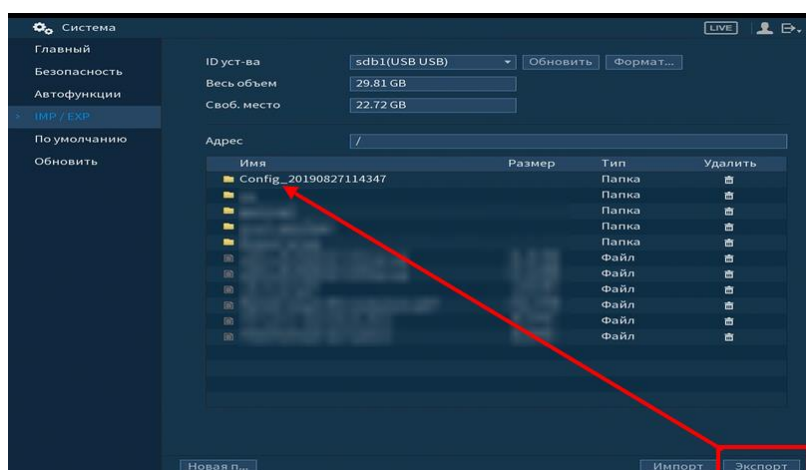 Система
LIVE
Главный
Безопасность
Автофункции
IMP / EXP
По умолчанию
Обновить
ID уст-ва sdb1(USB USB) Обновить Формат...
Весь объем 29.81 GB
Своб. место 22.72 GB
Адрес /
Имя Размер Тип Удалить
Config_20190827114347 Папка
Папка
Папка
Папка
Папка
Файл
Файл
Файл
Файл
Файл
Файл
Новая п... Импорт Экспорт